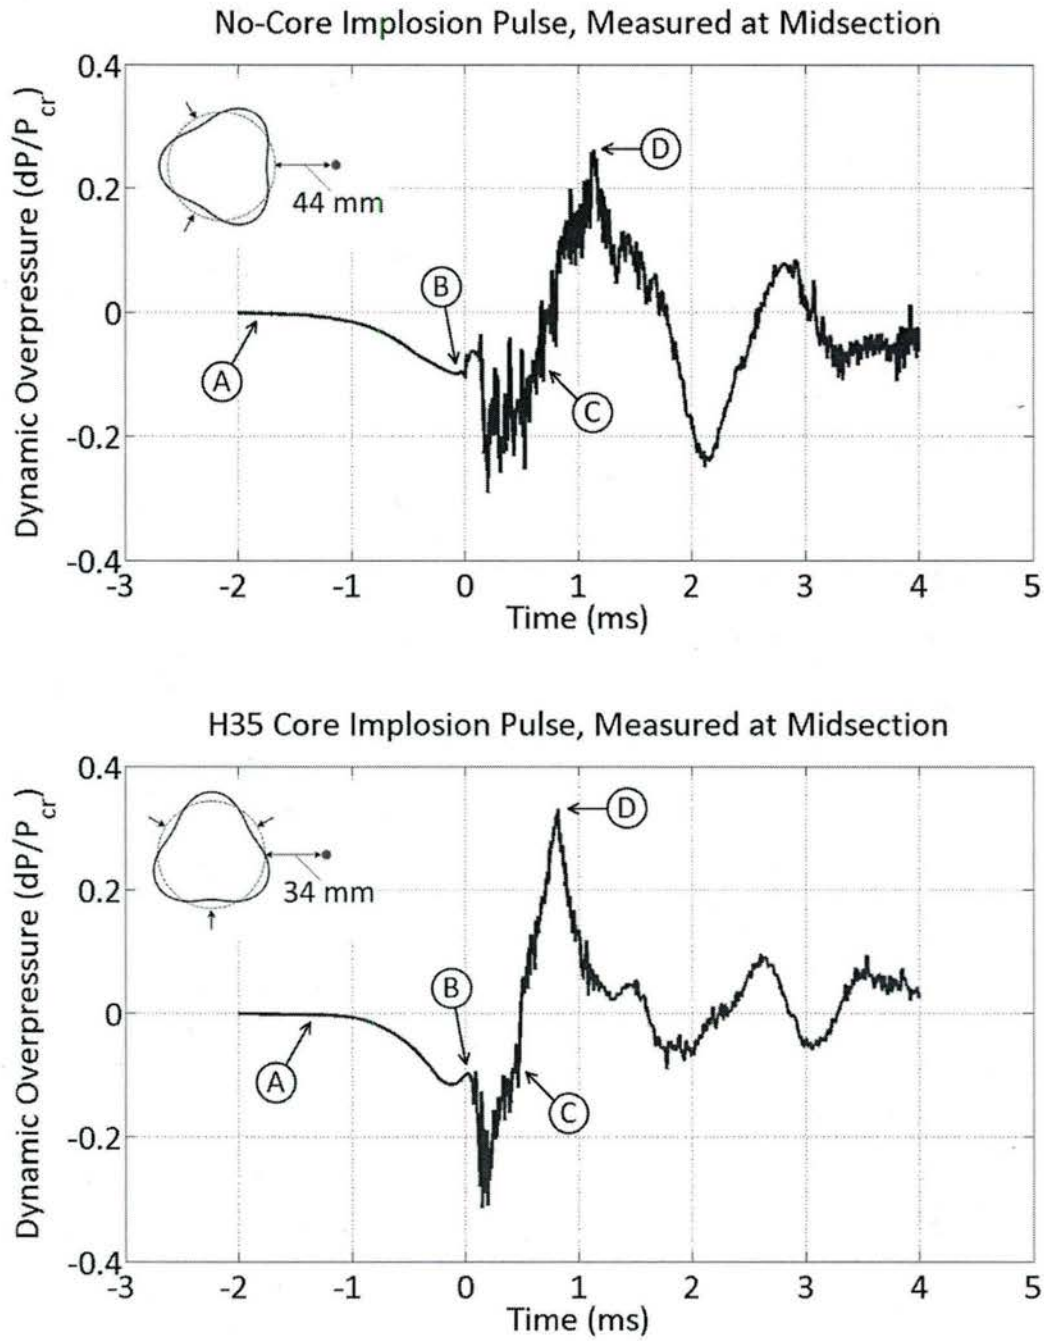 No-Core Implosion Pulse, Measured at Midsection
Dynamic Overpressure (dP/Pcr)
0.4
0.2
0
-0.2
-0.4
44 mm
A
B
C
D
-3 -2 -1 0 1 2 3 4 5
Time (ms)
H35 Core Implosion Pulse, Measured at Midsection
Dynamic Overpressure (dP/Pcr)
0.4
0.2
0
-0.2
-0.4
34 mm
A
B
C
D
-3 -2 -1 0 1 2 3 4 5
Time (ms)